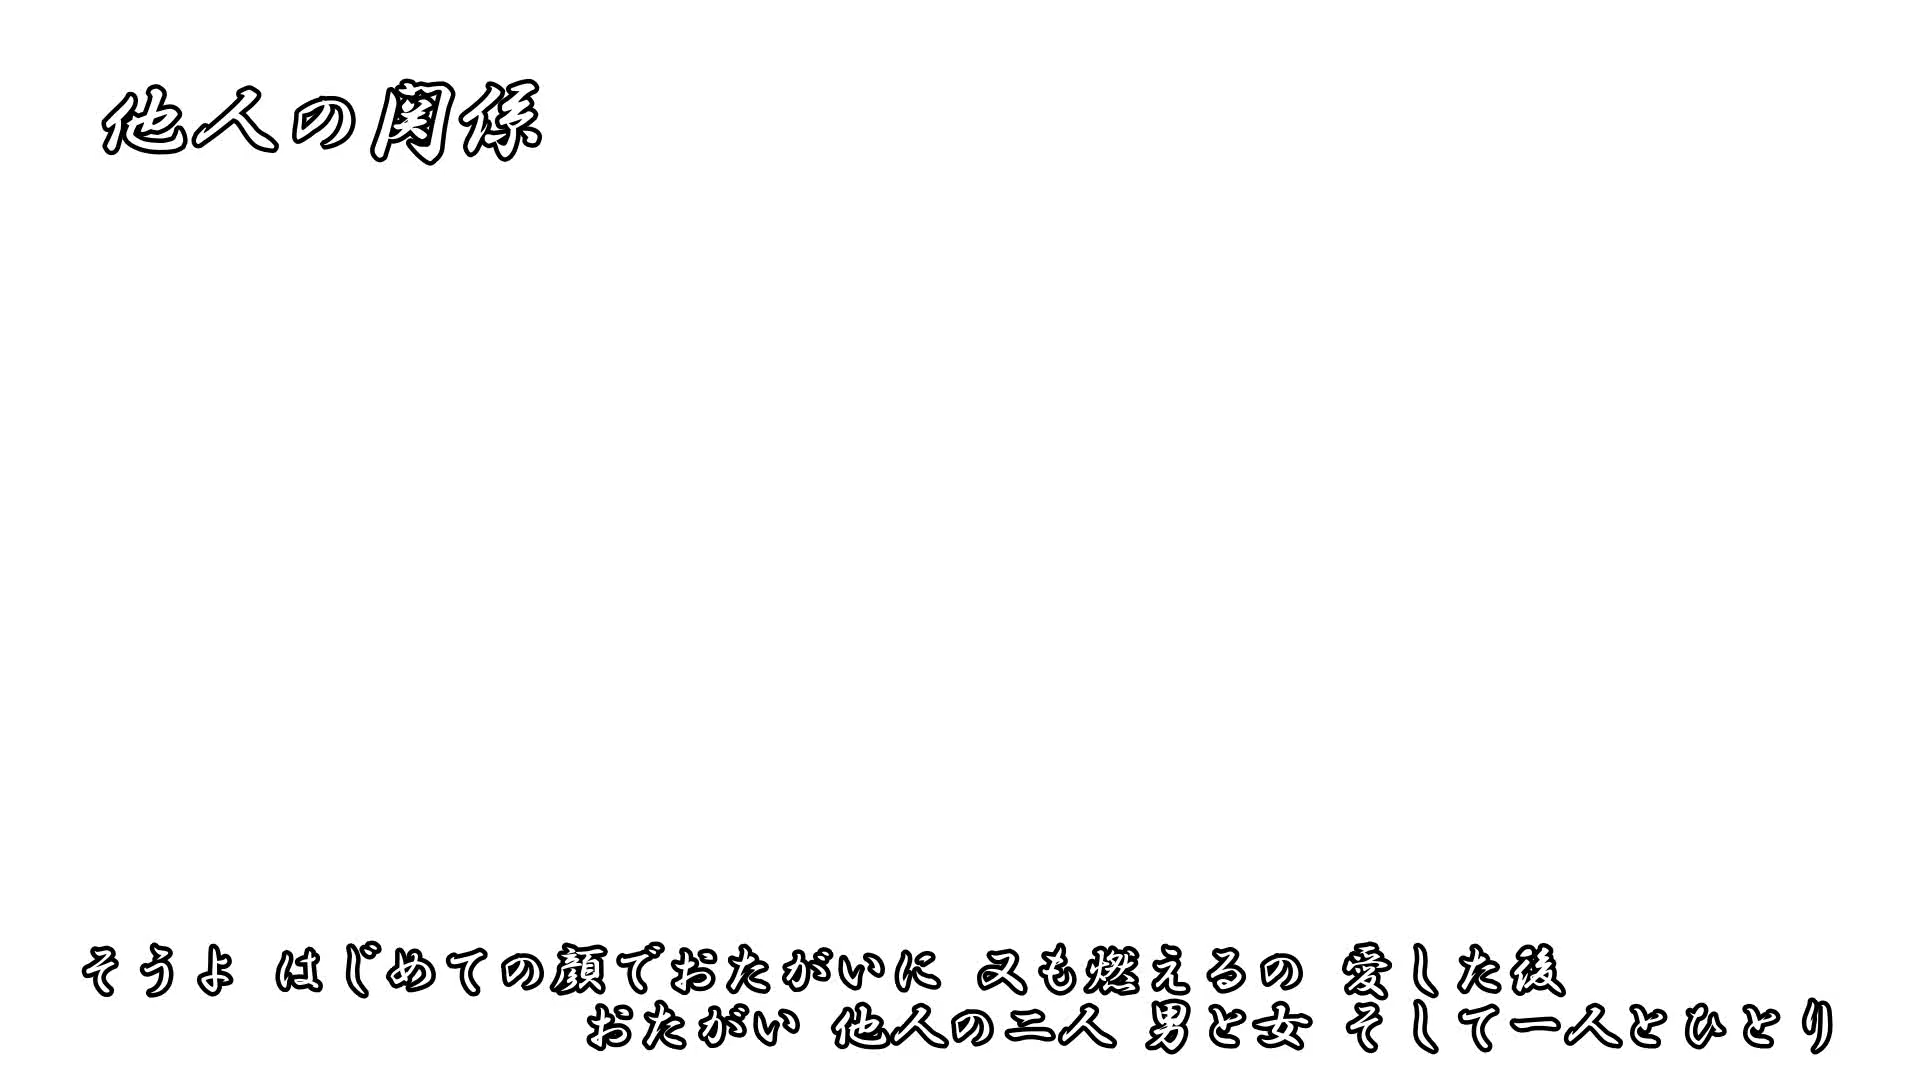 他人の関係
そうよ はじめての顔でおたがいに 又も燃えるの 愛した後
おたがい 他人の二人 男と女 そして一人とひとり